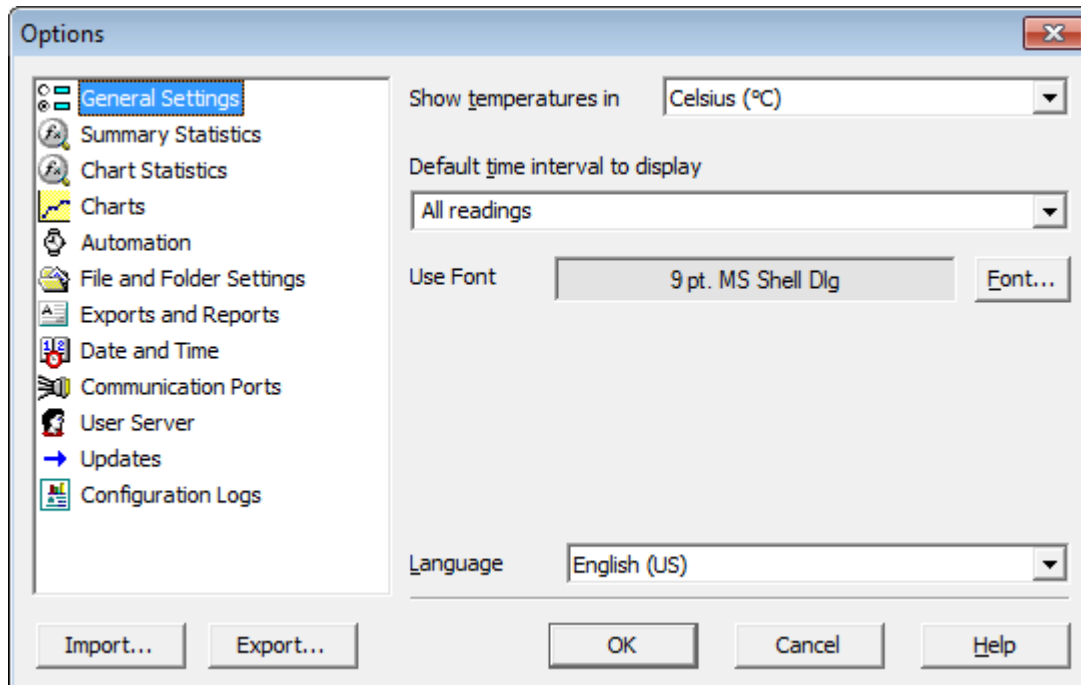 Options
General Settings
Summary Statistics
Chart Statistics
Charts
Automation
File and Folder Settings
Exports and Reports
Date and Time
Communication Ports
User Server
Updates
Configuration Logs
Show temperatures in Celsius (°C)
Default time interval to display
All readings
Use Font 9 pt. MS Shell Dlg Font...
Language English (US)
Import... Export... OK Cancel Help